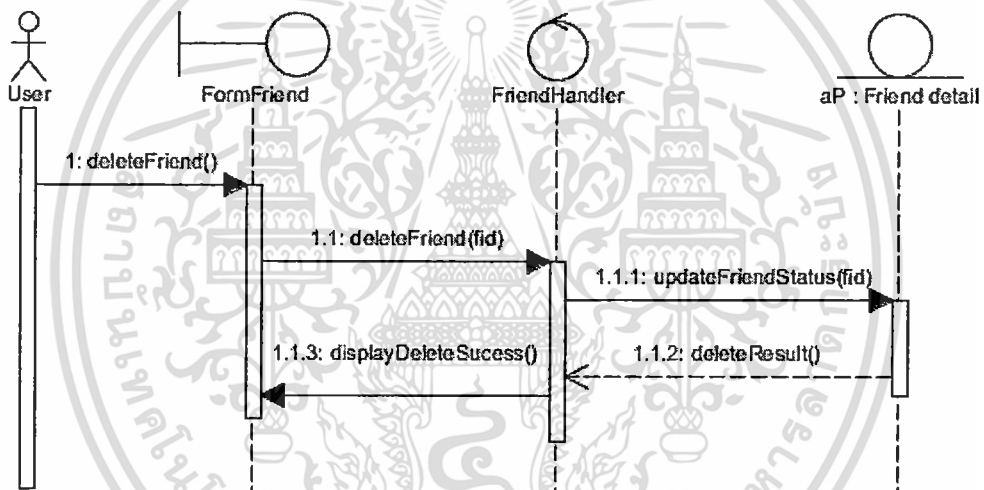 User
FormFriend
FriendHandler
aP : Friend detail
1: deleteFriend()
1.1: deleteFriend(fid)
1.1.1: updateFriendStatus(fid)
1.1.2: deleteResult()
1.1.3: displayDeleteSucess()